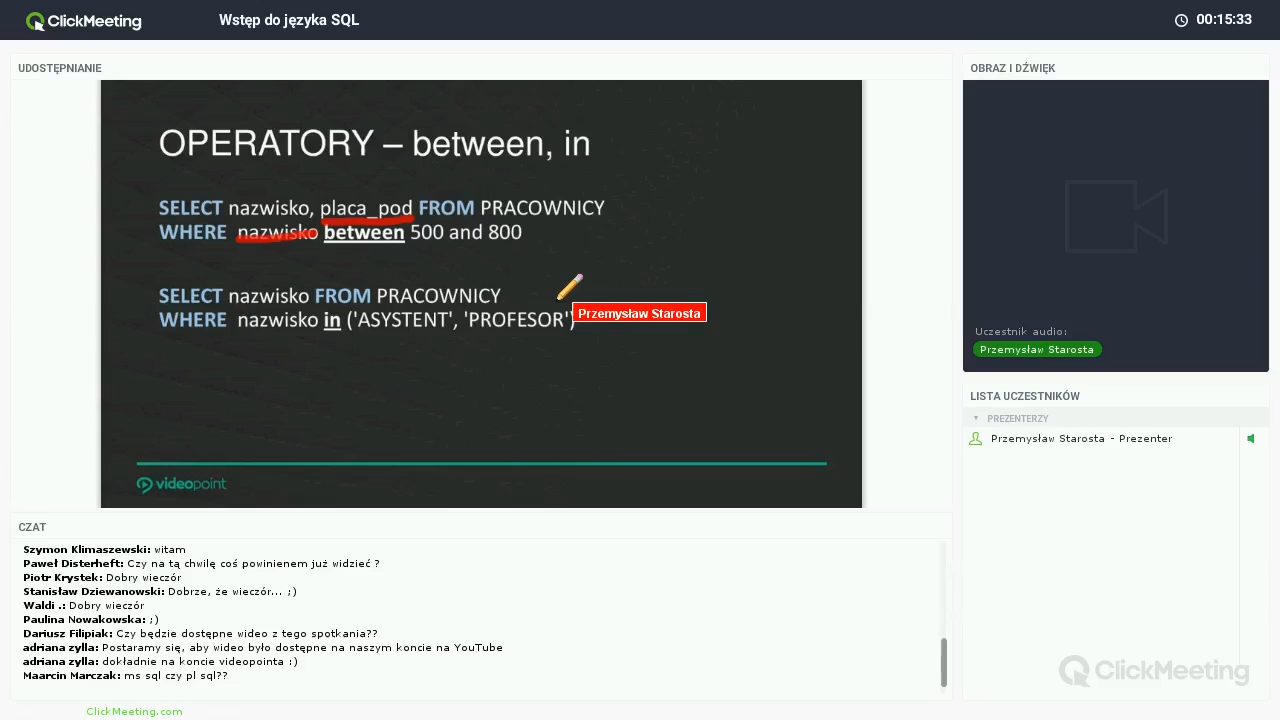 ClickMeeting
Wstęp do języka SQL
00:15:33
UDOSTĘPNIANIE
OPERATORY – between, in
SELECT nazwisko, placa_pod FROM PRACOWNICY
WHERE nazwisko between 500 and 800
SELECT nazwisko FROM PRACOWNICY
WHERE nazwisko in ('ASYSTENT', 'PROFESOR')
Przemysław Starosta
videopoint
OBRAZ I DŹWIĘK
Uczestnik audio:
Przemysław Starosta
LISTA UCZESTNIKÓW
PREZENTERZY
Przemysław Starosta - Prezenter
CZAT
Szymon Klimaszewski: witam
Paweł Disterheft: Czy na tą chwilę coś powinienem już widzieć ?
Piotr Krystek: Dobry wieczór
Stanisław Dziewanowski: Dobrze, że wieczór... ;)
Waldi .: Dobry wieczór
Paulina Nowakowska: ;)
Dariusz Filipiak: Czy będzie dostępne wideo z tego spotkania??
adriana zylla: Postaramy się, aby wideo było dostępne na naszym koncie na YouTube
adriana zylla: dokładnie na koncie videopointa :)
Maarcin Marczak: ms sql czy pl sql??
ClickMeeting
ClickMeeting.com